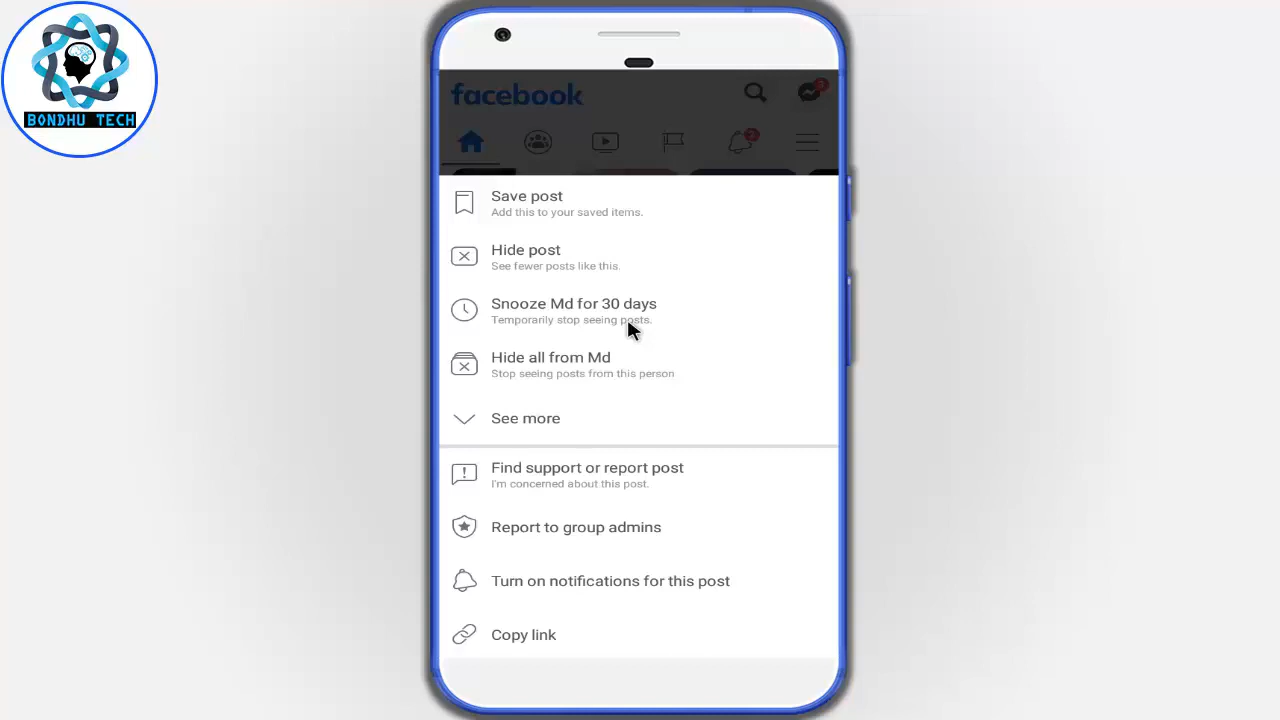 BONDHU TECH
facebook
3
2
Save post
Add this to your saved items.
Hide post
See fewer posts like this.
Snooze Md for 30 days
Temporarily stop seeing posts.
Hide all from Md
Stop seeing posts from this person
See more
Find support or report post
I'm concerned about this post.
Report to group admins
Turn on notifications for this post
Copy link